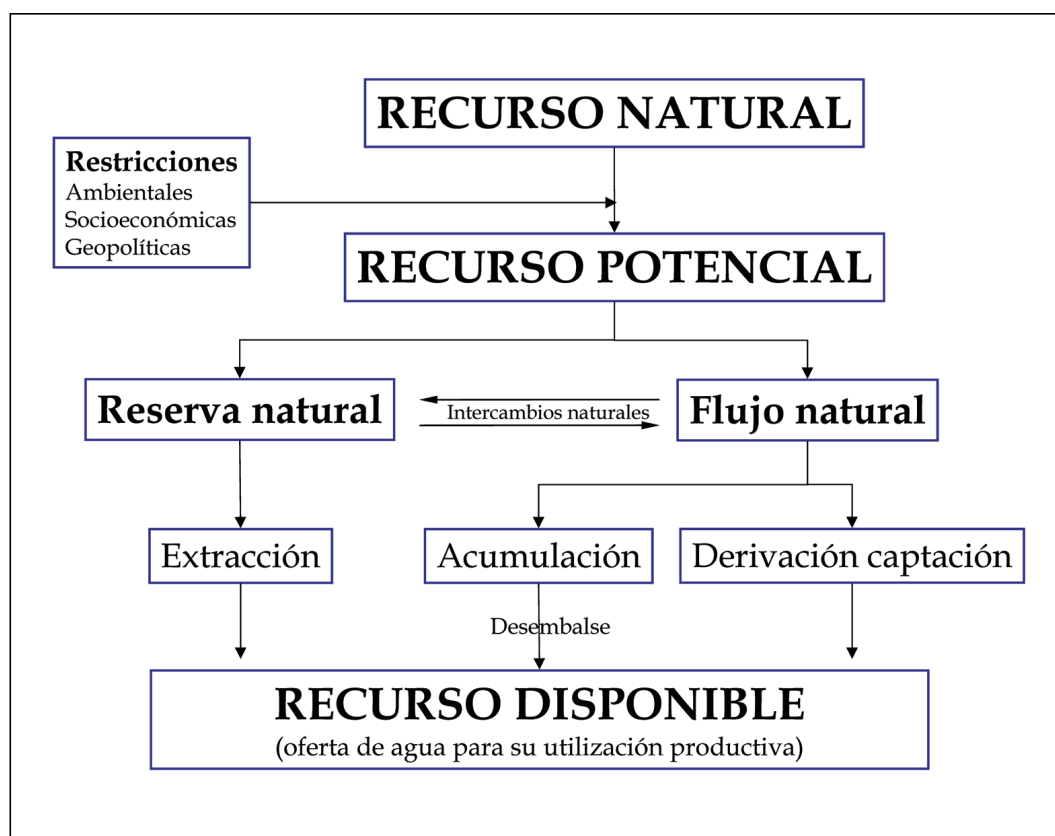 RECURSO NATURAL
Restricciones
Ambientales
Socioeconómicas
Geopolíticas
RECURSO POTENCIAL
Reserva natural
Intercambios naturales
Flujo natural
Extracción
Acumulación
Derivación captación
Desembalse
RECURSO DISPONIBLE
(oferta de agua para su utilización productiva)